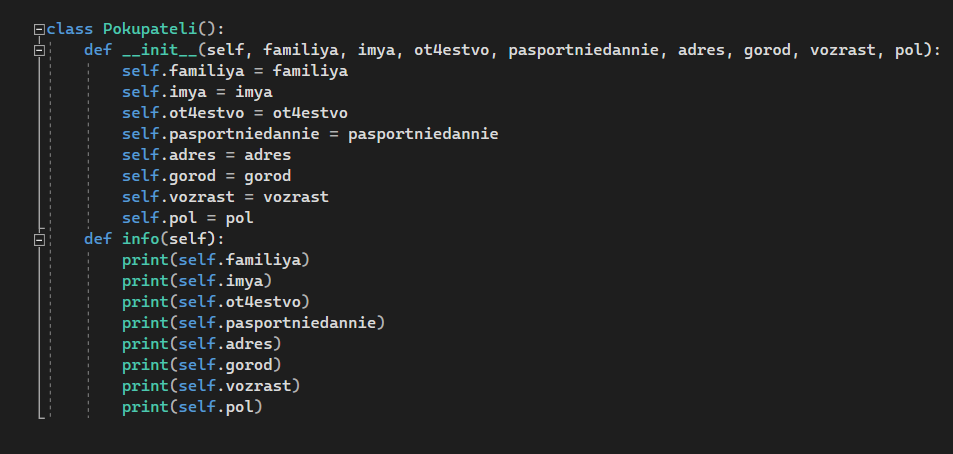 class Pokupateli():
    def __init__(self, familiya, imya, ot4estvo, pasportniedannie, adres, gorod, vozrast, pol):
        self.familiya = familiya
        self.imya = imya
        self.ot4estvo = ot4estvo
        self.pasportniedannie = pasportniedannie
        self.adres = adres
        self.gorod = gorod
        self.vozrast = vozrast
        self.pol = pol
    def info(self):
        print(self.familiya)
        print(self.imya)
        print(self.ot4estvo)
        print(self.pasportniedannie)
        print(self.adres)
        print(self.gorod)
        print(self.vozrast)
        print(self.pol)